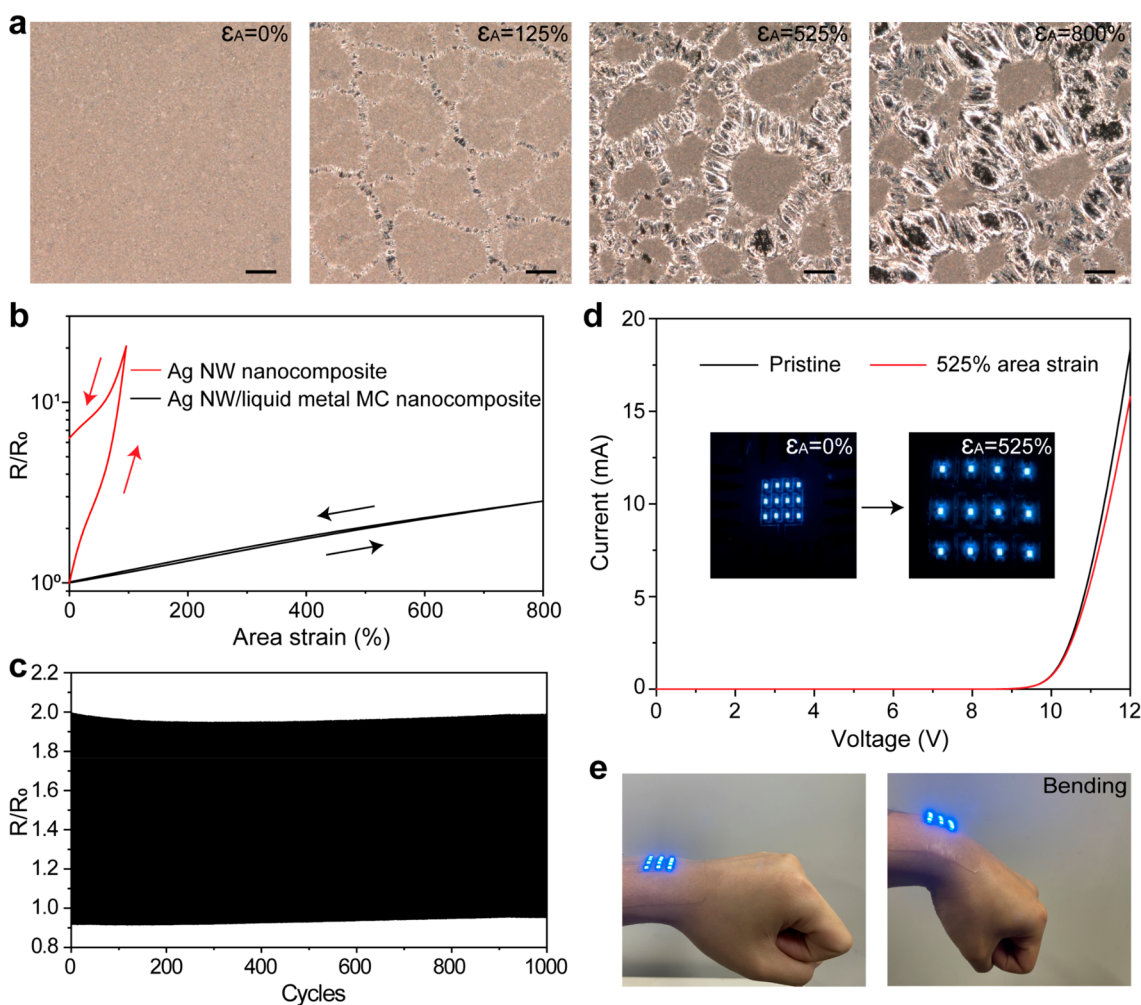 a
εA=0%
εA=125%
εA=525%
εA=800%
b
Ag NW nanocomposite
Ag NW/liquid metal MC nanocomposite
R/R₀
10¹
10⁰
0
200
400
600
800
Area strain (%)
c
2.2
2.0
1.8
1.6
1.4
1.2
1.0
0.8
R/R₀
0
200
400
600
800
1000
Cycles
d
20
15
10
5
0
Current (mA)
Pristine
525% area strain
εA=0%
εA=525%
0
2
4
6
8
10
12
Voltage (V)
e
Bending